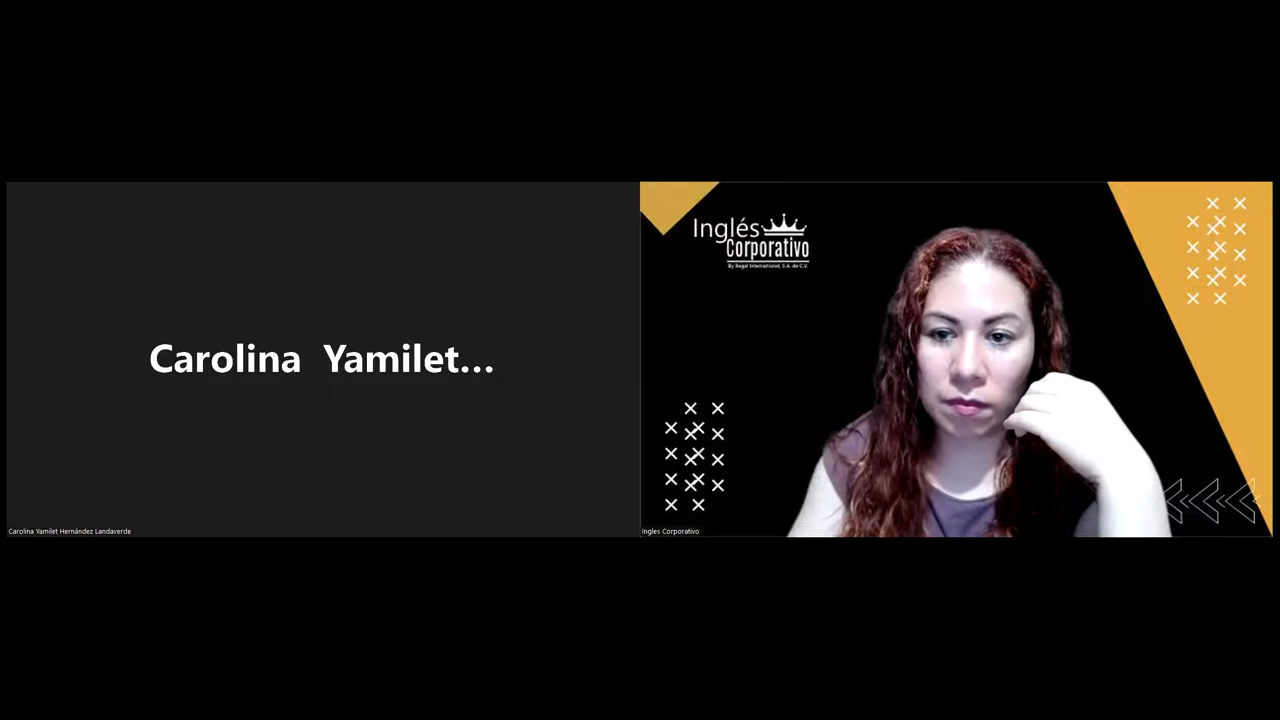 Carolina Yamilet...
Carolina Yamilet Hernández Landaverde
Inglés
Corporativo
By Regal International, S.A. de C.V.
Ingles Corporativo